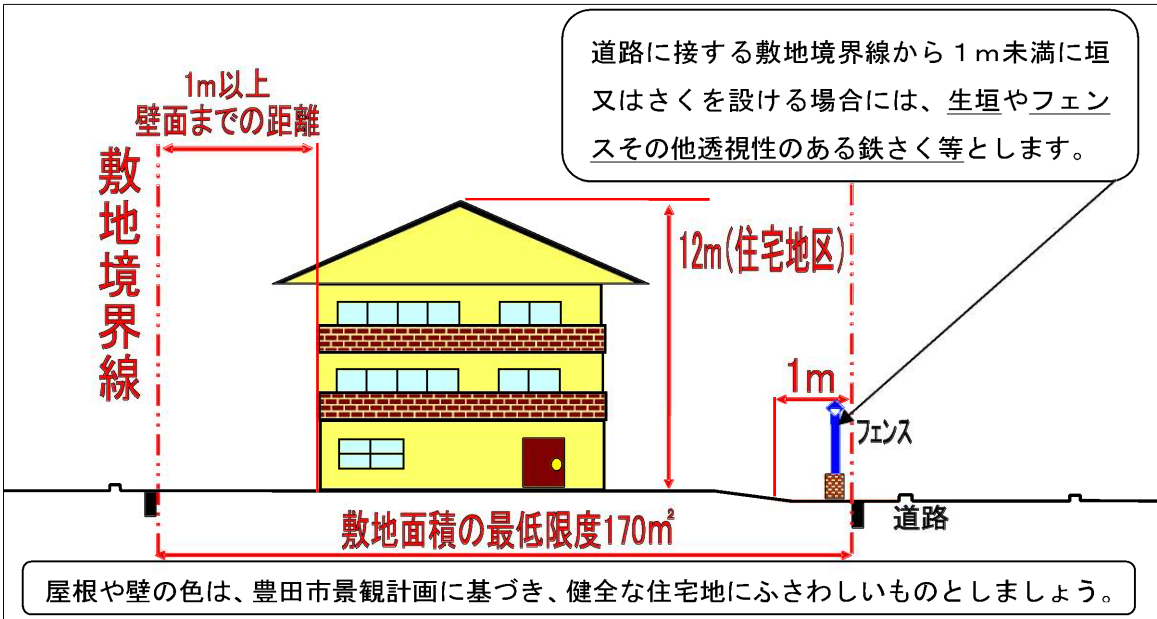 道路に接する敷地境界線から１ｍ未満に垣
又はさくを設ける場合には、生垣やフェン
スその他透視性のある鉄さく等とします。
1m以上
壁面までの距離
敷地境界線
12m(住宅地区)
1m
フェンス
道路
敷地面積の最低限度170㎡
屋根や壁の色は、豊田市景観計画に基づき、健全な住宅地にふさわしいものとしましょう。